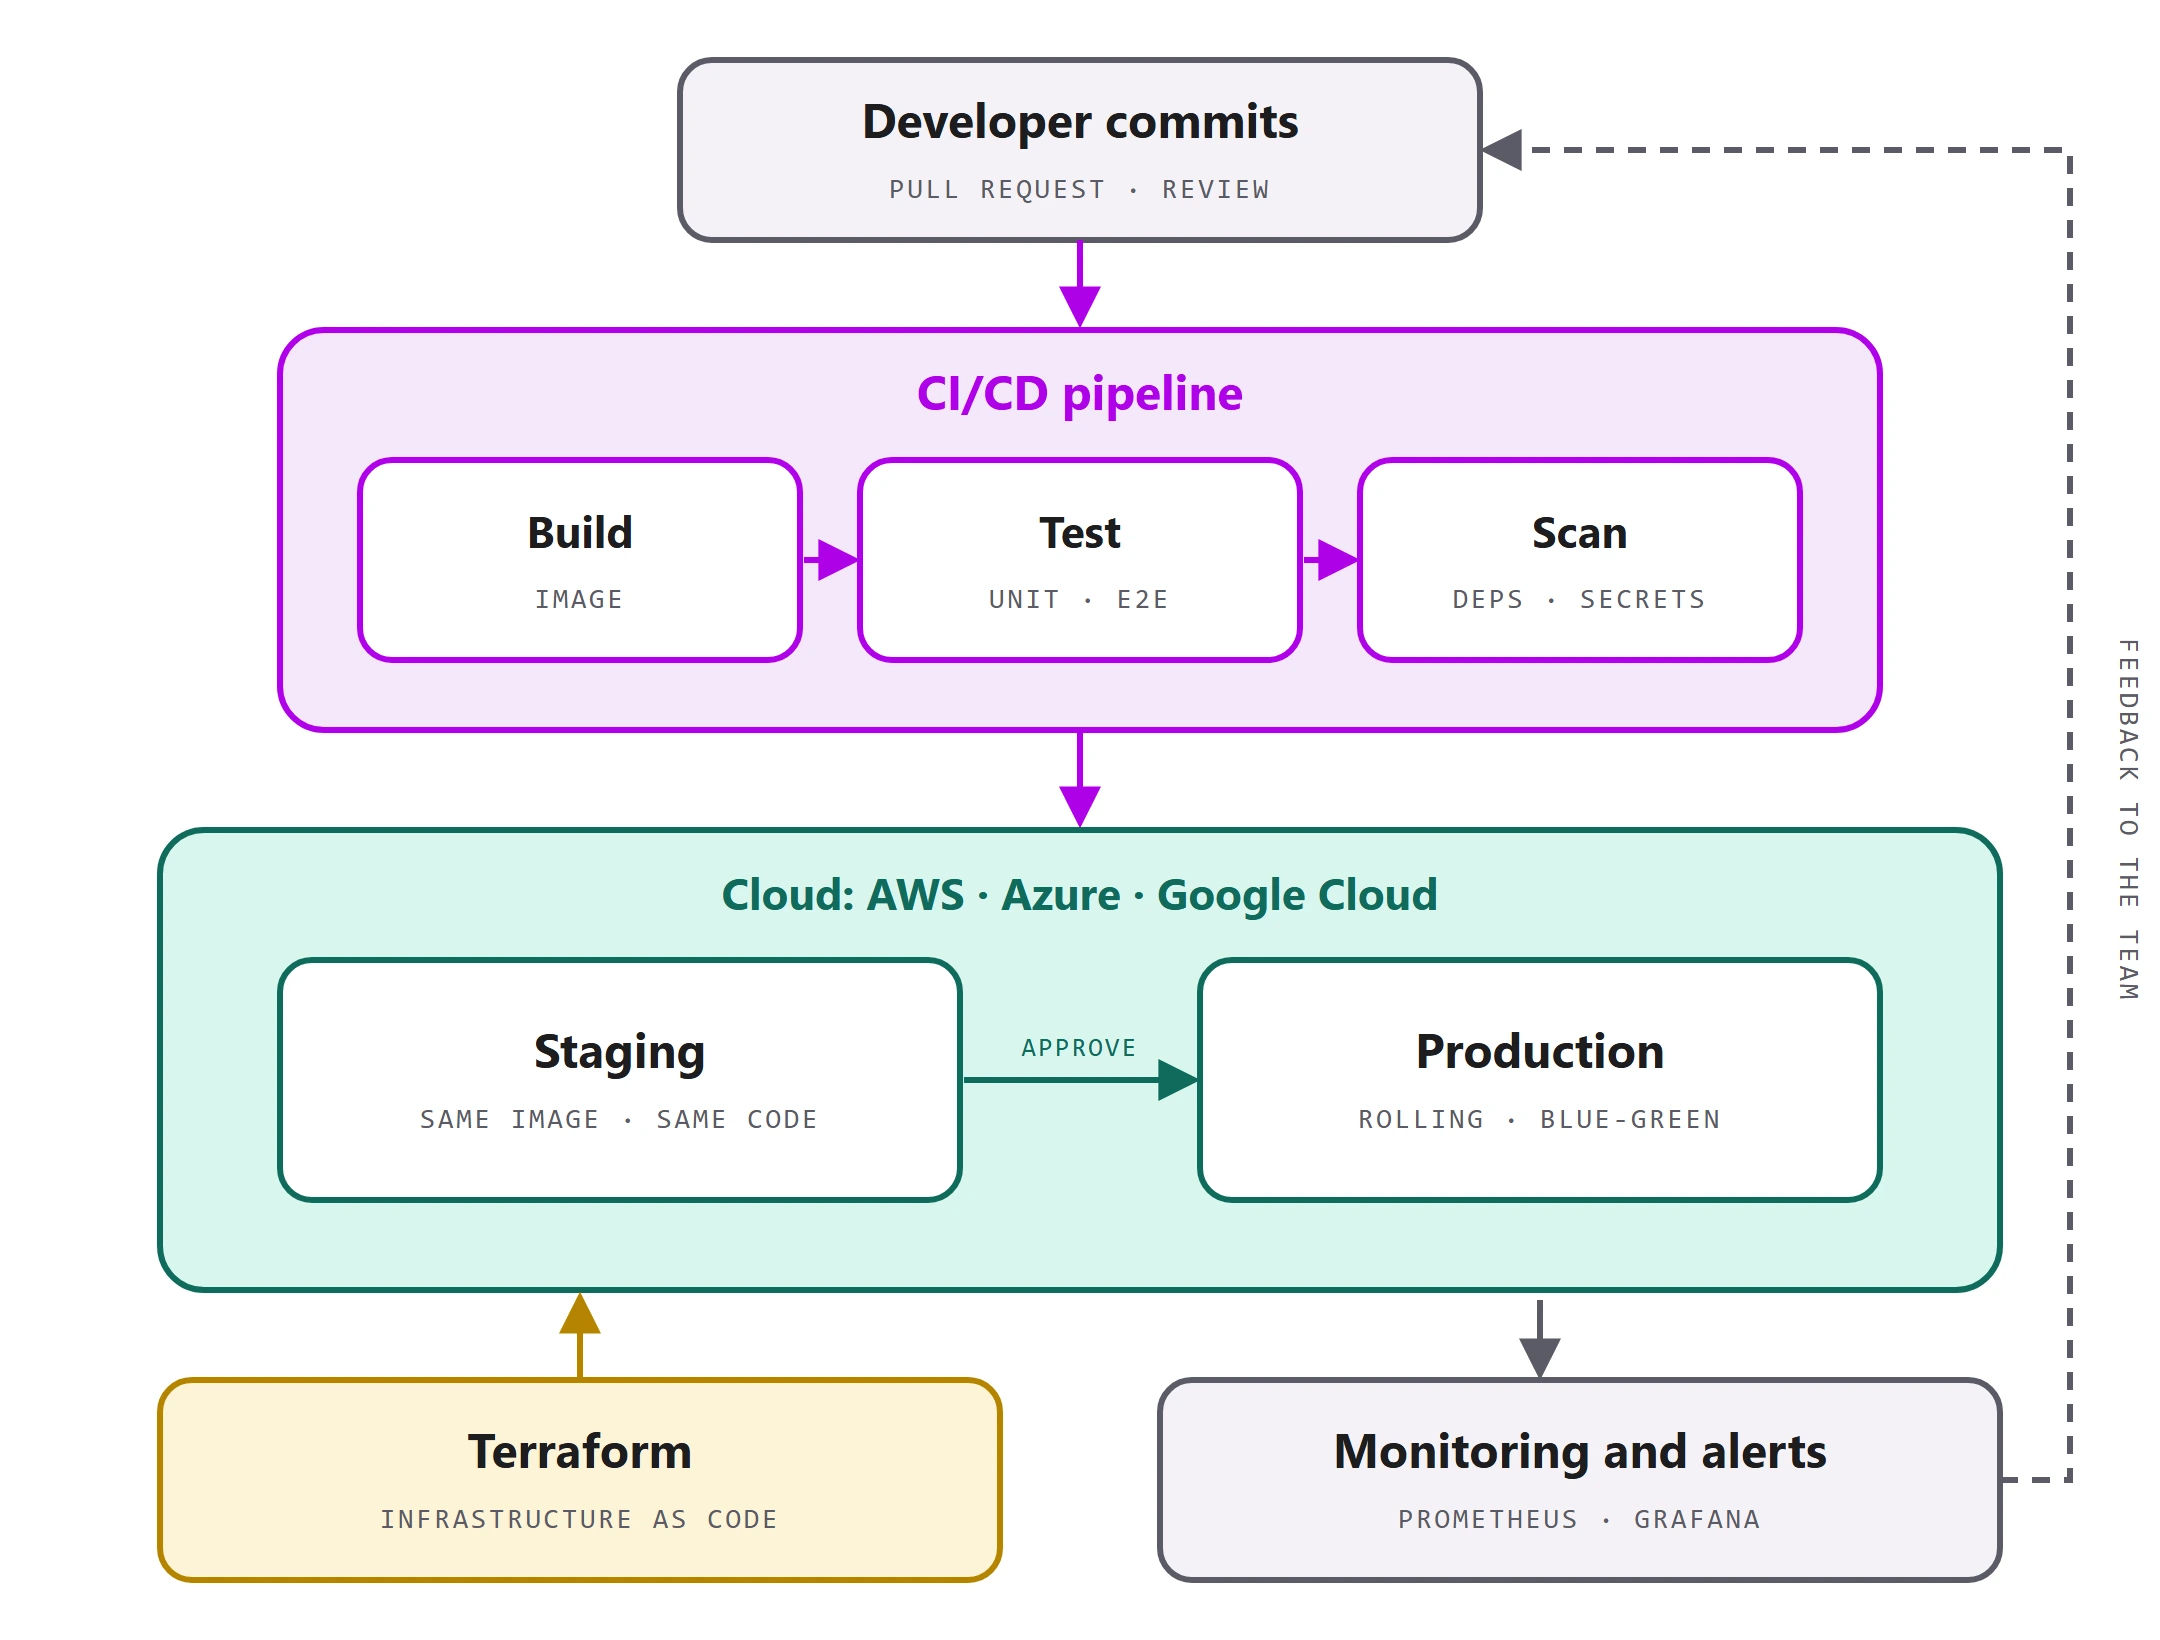 Developer commits
PULL REQUEST · REVIEW
CI/CD pipeline
Build
IMAGE
Test
UNIT · E2E
Scan
DEPS · SECRETS
Cloud: AWS · Azure · Google Cloud
Staging
SAME IMAGE · SAME CODE
APPROVE
Production
ROLLING · BLUE-GREEN
Terraform
INFRASTRUCTURE AS CODE
Monitoring and alerts
PROMETHEUS · GRAFANA
FEEDBACK TO THE TEAM